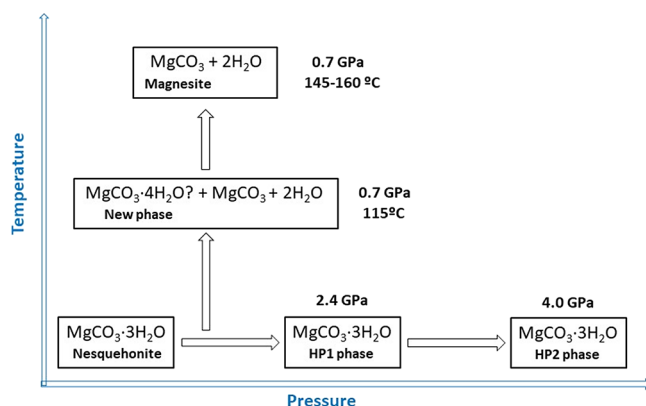 MgCO₃ + 2H₂O
Magnesite
0.7 GPa
145-160 ºC
Temperature
MgCO₃·4H₂O? + MgCO₃ + 2H₂O
New phase
0.7 GPa
115ºC
2.4 GPa
4.0 GPa
MgCO₃·3H₂O
Nesquehonite
MgCO₃·3H₂O
HP1 phase
MgCO₃·3H₂O
HP2 phase
Pressure